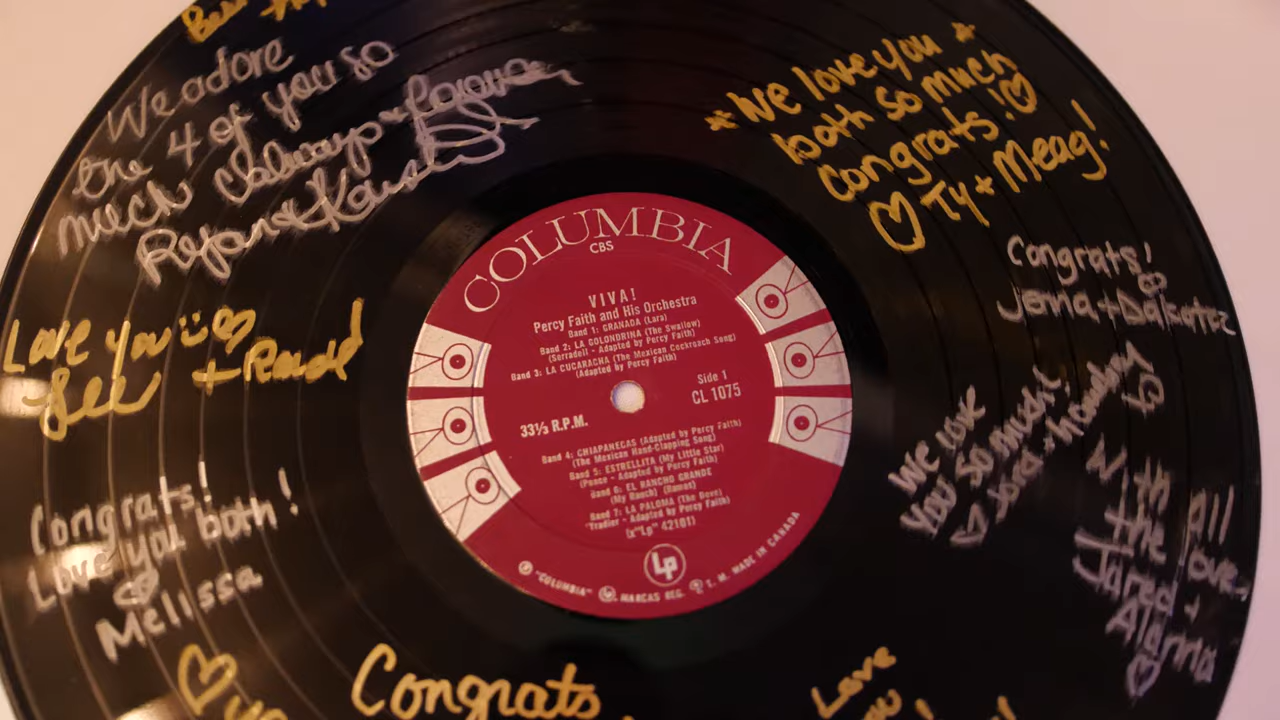 We adore
the 4 of you so
much Always & Forever
Ryan & Kaush
We love you
both so much
congrats!
Ty + Meag!
Congrats!
Jenna + Dakota
Love you
Lee + Rene
Congrats!
Love you both!
Melissa
We love
you so much!
With all
the love,
Jared +
Alanna
Congrats
Love
COLUMBIA
CBS
VIVA!
Percy Faith and His Orchestra
Band 1: GRANADA (Lara)
Band 2: LA GOLONDRINA (The Swallow)
(Serradell - Adapted by Percy Faith)
Band 3: LA CUCARACHA (The Mexican Cockroach Song)
(Adapted by Percy Faith)
Side 1
CL 1075
33⅓ R.P.M.
Band 4: CHIAPANECAS (Adapted by Percy Faith)
(The Mexican Hand-Clapping Song)
Band 5: ESTRELLITA (My Little Star)
(Ponce - Adapted by Percy Faith)
Band 6: EL RANCHO GRANDE
(My Ranch) (Ramos)
Band 7: LA PALOMA (The Dove)
(Tradier - Adapted by Percy Faith)
(x"Lp" 42101)
Lp
"COLUMBIA" MARCAS REG. T. M. MADE IN CANADA